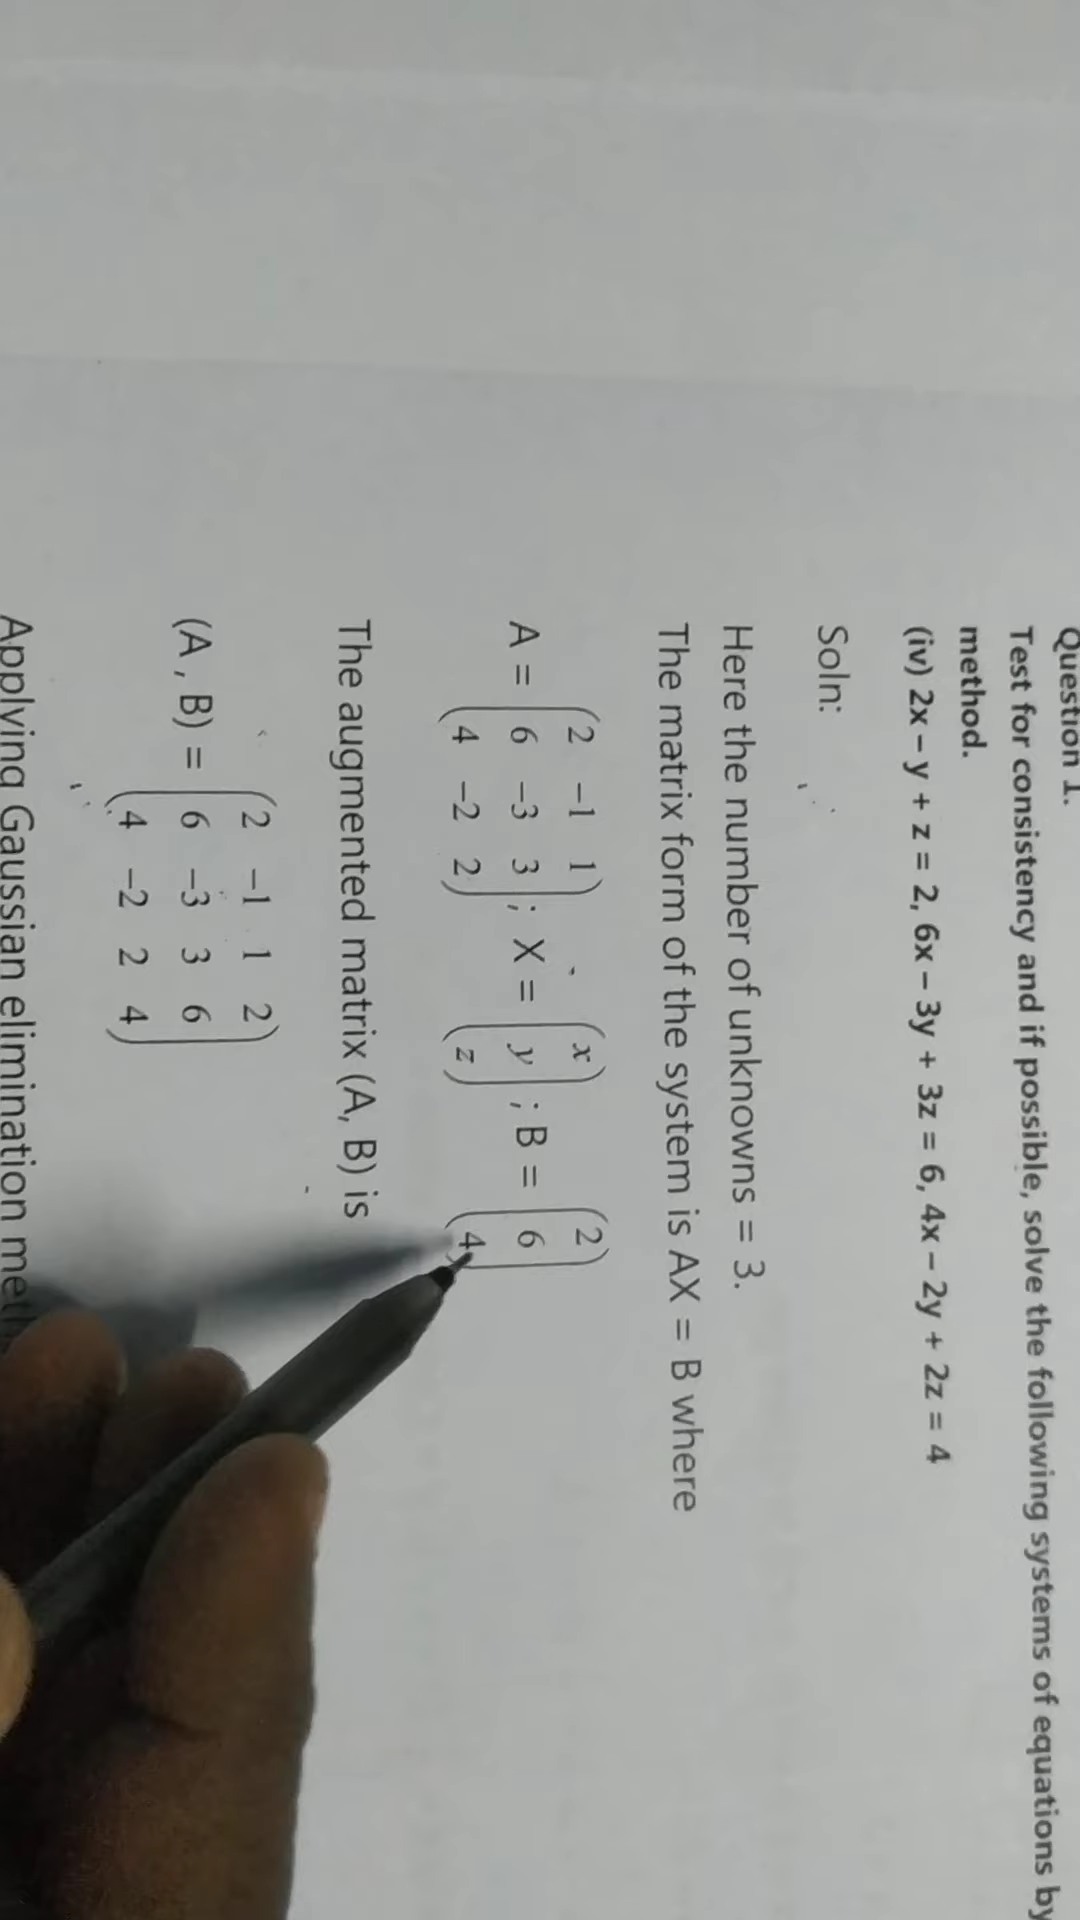 Question 1.
Test for consistency and if possible, solve the following systems of equations by
method.
(iv) 2x – y + z = 2, 6x – 3y + 3z = 6, 4x – 2y + 2z = 4
Soln:
Here the number of unknowns = 3.
The matrix form of the system is AX = B where
2 –1 1 x 2
A = 6 –3 3 ; X = y ; B = 6
4 –2 2 z 4
The augmented matrix (A, B) is
2 –1 1 2
(A , B) = 6 –3 3 6
4 –2 2 4
Applying Gaussian elimination